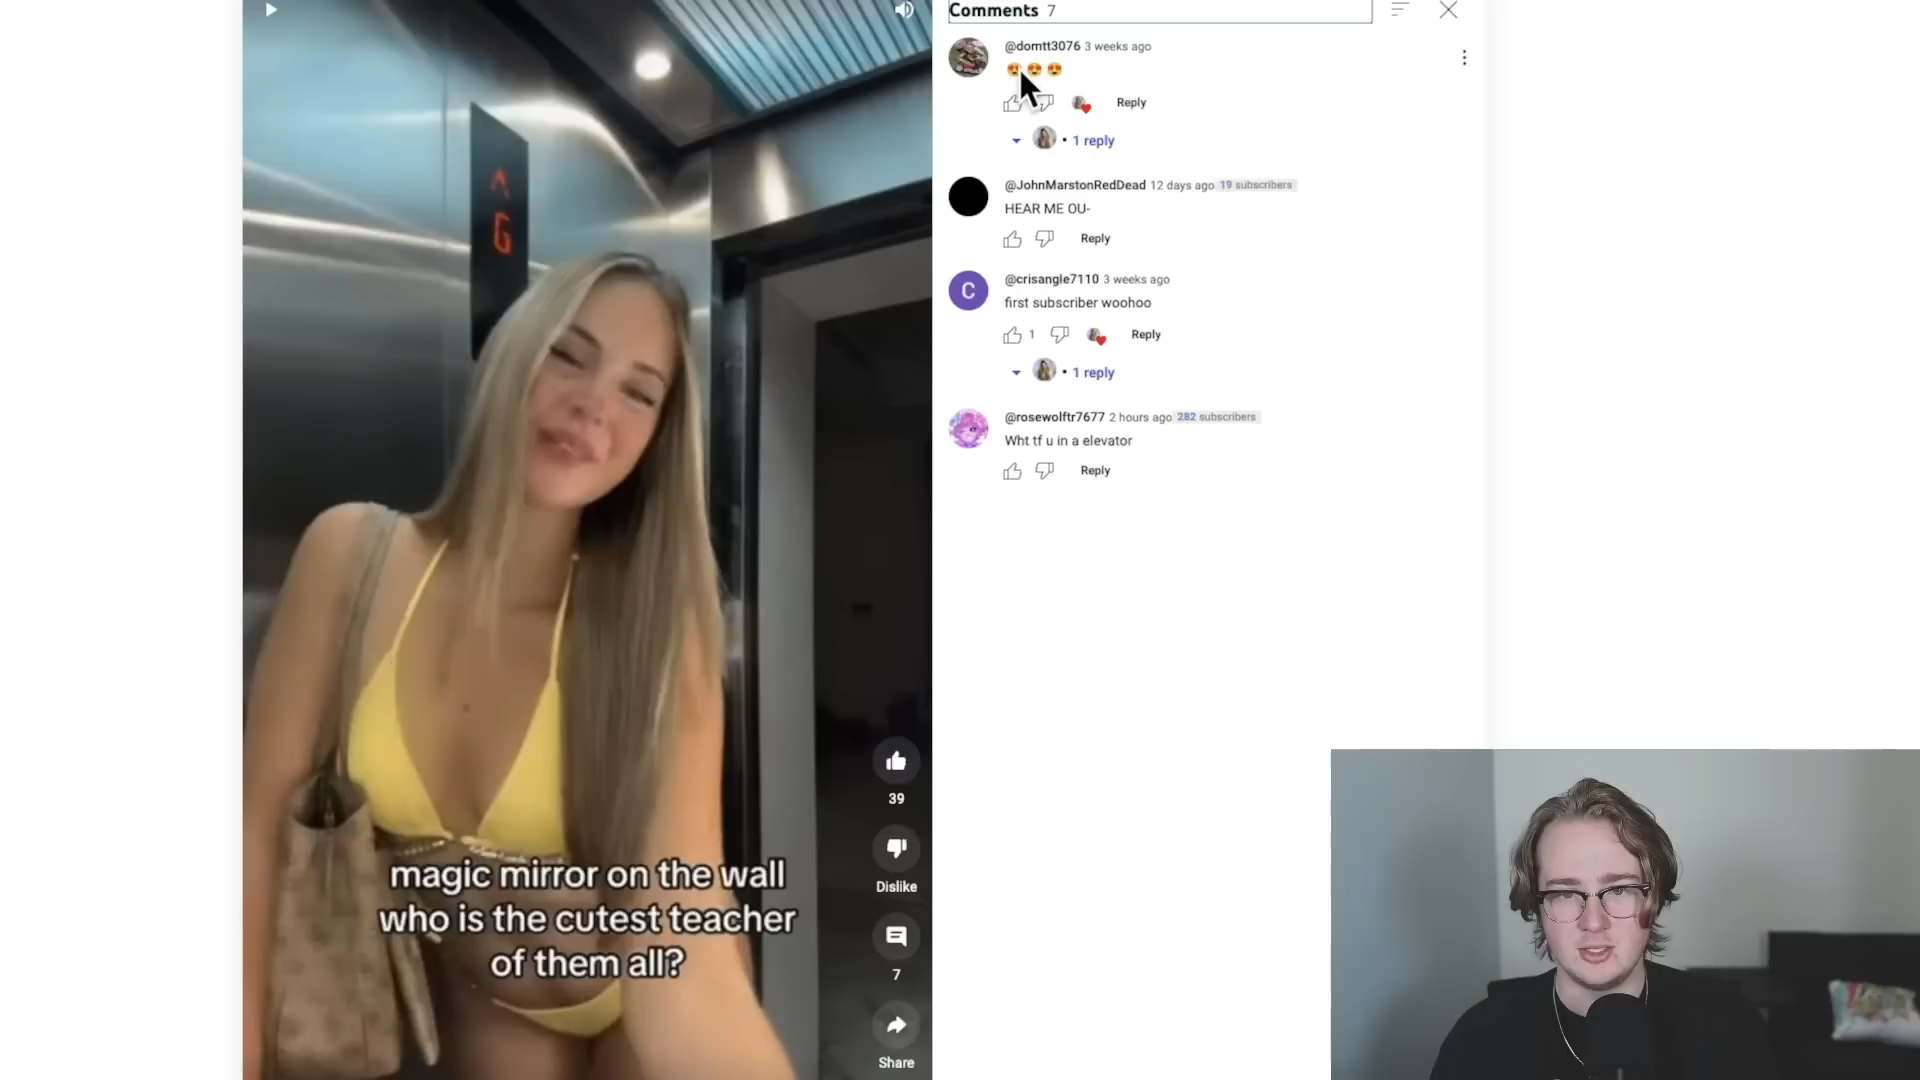 G
magic mirror on the wall
who is the cutest teacher
of them all?
39
Dislike
7
Share
Comments 7
@domtt3076 3 weeks ago
😍😍😍
Reply
1 reply
@JohnMarstonRedDead 12 days ago 19 subscribers
HEAR ME OU-
Reply
@crisangle7110 3 weeks ago
first subscriber woohoo
1 Reply
1 reply
@rosewolftr7677 2 hours ago 282 subscribers
Wht tf u in a elevator
Reply